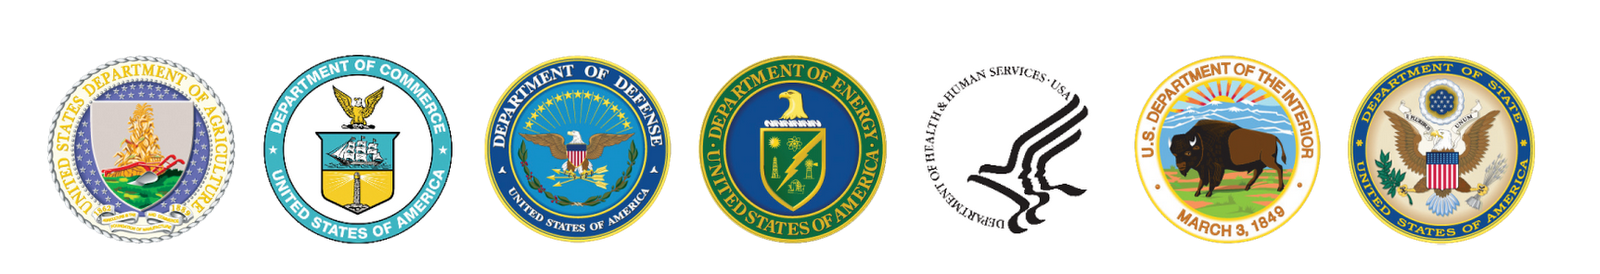 UNITED STATES DEPARTMENT OF AGRICULTURE
DEPARTMENT OF COMMERCE
UNITED STATES OF AMERICA
DEPARTMENT OF DEFENSE
UNITED STATES OF AMERICA
· DEPARTMENT OF ENERGY ·
UNITED STATES OF AMERICA
DEPARTMENT OF HEALTH & HUMAN SERVICES · USA
U.S. DEPARTMENT OF THE INTERIOR
MARCH 3, 1849
DEPARTMENT OF STATE
UNUM
UNITED STATES OF AMERICA